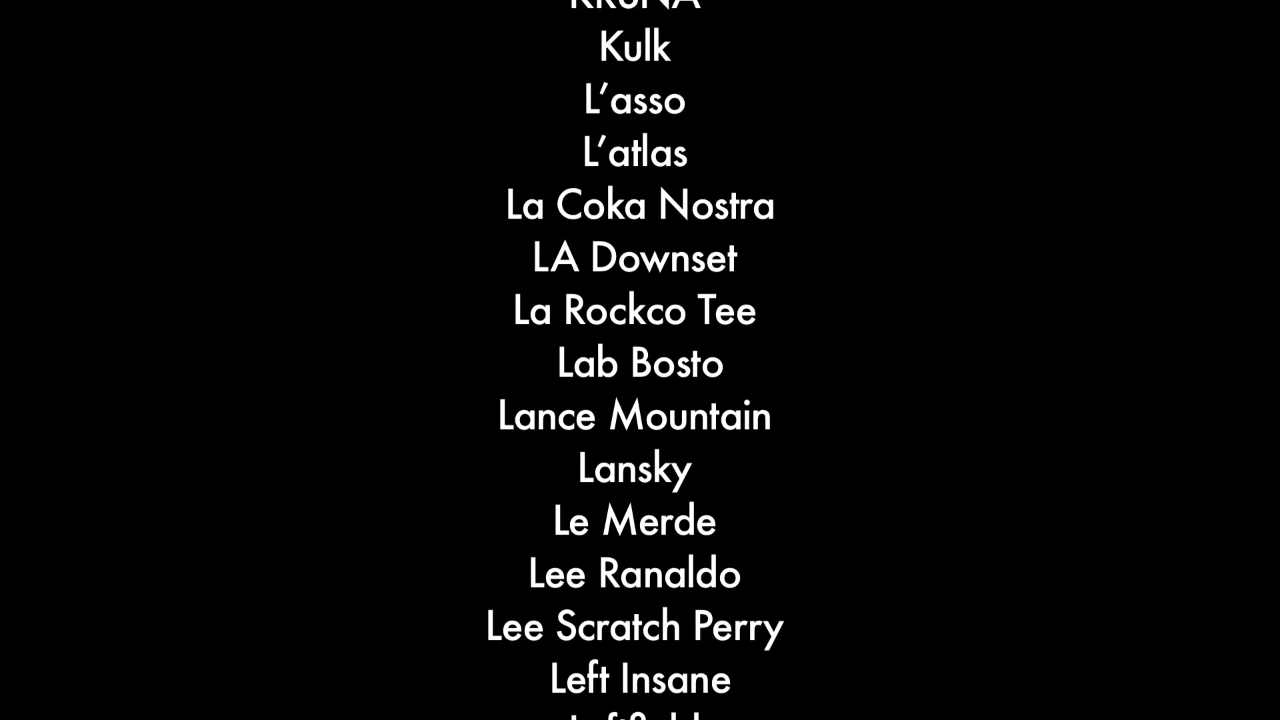 Kulk
L’asso
L’atlas
La Coka Nostra
LA Downset
La Rockco Tee
Lab Bosto
Lance Mountain
Lansky
Le Merde
Lee Ranaldo
Lee Scratch Perry
Left Insane